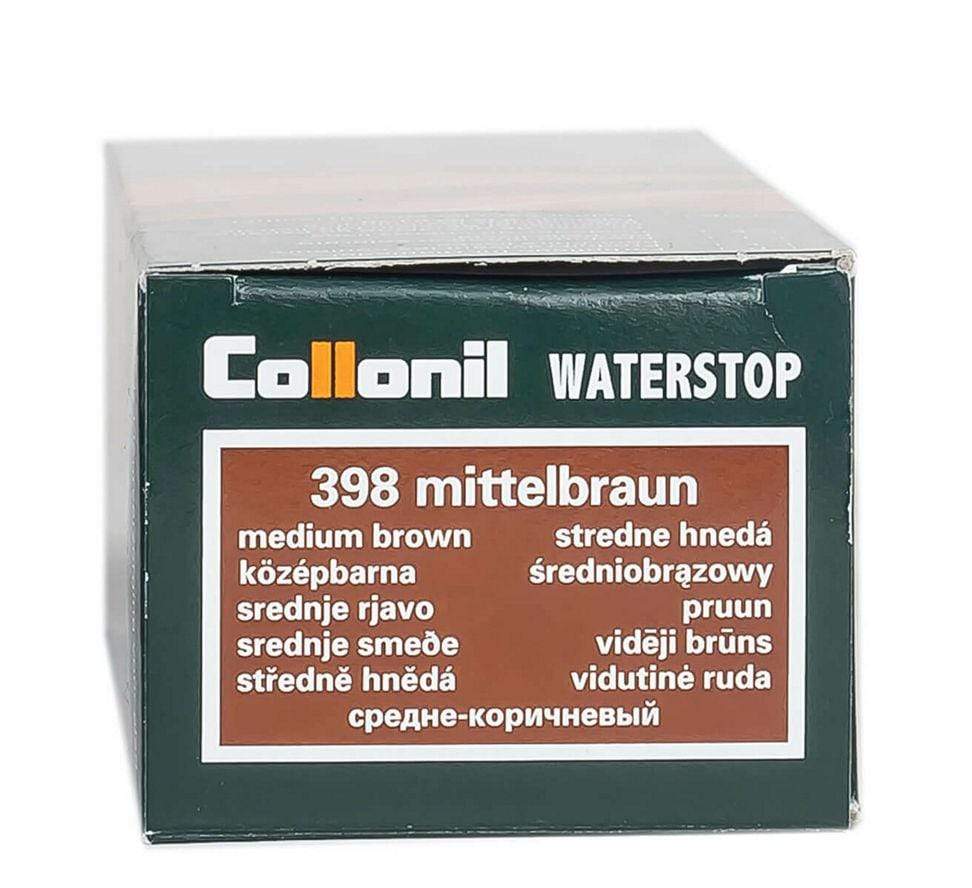 Collonil WATERSTOP
398 mittelbraun
medium brown
középbarna
srednje rjavo
srednje smeðe
středně hnědá
stredne hnedá
średniobrązowy
pruun
vidēji brūns
vidutinė ruda
средне-коричневый